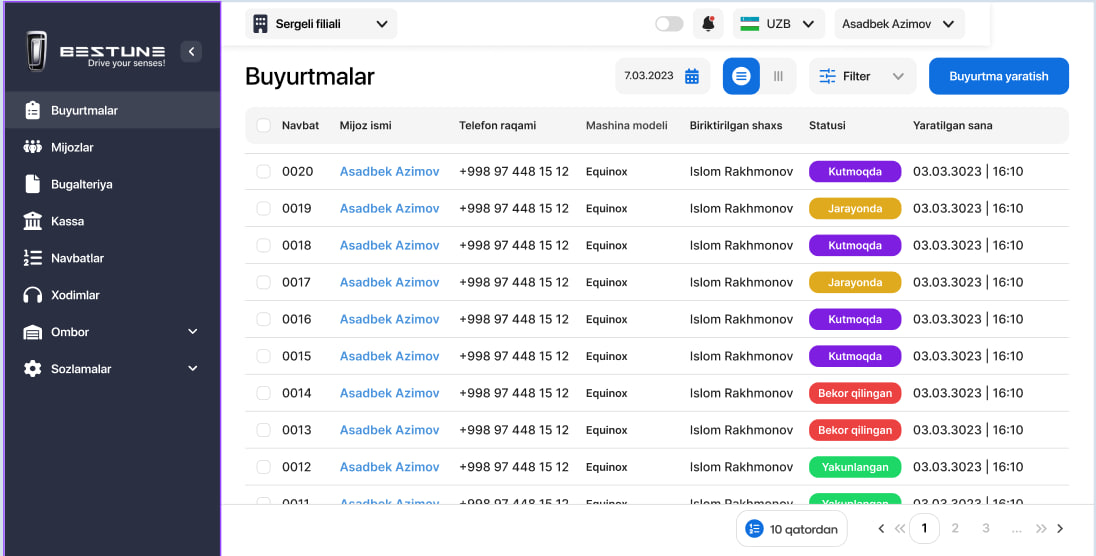 Sergeli filiali
UZB
Asadbek Azimov
BESTUNE
Drive your senses!
Buyurtmalar
Mijozlar
Bugalteriya
Kassa
Navbatlar
Xodimlar
Ombor
Sozlamalar
Buyurtmalar
7.03.2023
Filter
Buyurtma yaratish
Navbat Mijoz ismi Telefon raqami Mashina modeli Biriktirilgan shaxs Statusi Yaratilgan sana
0020 Asadbek Azimov +998 97 448 15 12 Equinox Islom Rakhmonov Kutmoqda 03.03.3023 | 16:10
0019 Asadbek Azimov +998 97 448 15 12 Equinox Islom Rakhmonov Jarayonda 03.03.3023 | 16:10
0018 Asadbek Azimov +998 97 448 15 12 Equinox Islom Rakhmonov Kutmoqda 03.03.3023 | 16:10
0017 Asadbek Azimov +998 97 448 15 12 Equinox Islom Rakhmonov Jarayonda 03.03.3023 | 16:10
0016 Asadbek Azimov +998 97 448 15 12 Equinox Islom Rakhmonov Kutmoqda 03.03.3023 | 16:10
0015 Asadbek Azimov +998 97 448 15 12 Equinox Islom Rakhmonov Kutmoqda 03.03.3023 | 16:10
0014 Asadbek Azimov +998 97 448 15 12 Equinox Islom Rakhmonov Bekor qilingan 03.03.3023 | 16:10
0013 Asadbek Azimov +998 97 448 15 12 Equinox Islom Rakhmonov Bekor qilingan 03.03.3023 | 16:10
0012 Asadbek Azimov +998 97 448 15 12 Equinox Islom Rakhmonov Yakunlangan 03.03.3023 | 16:10
0011 Asadbek Azimov +998 97 448 15 12 Equinox Islom Rakhmonov Yakunlangan 03.03.3023 | 16:10
10 qatordan
< << 1 2 3 ... >> >